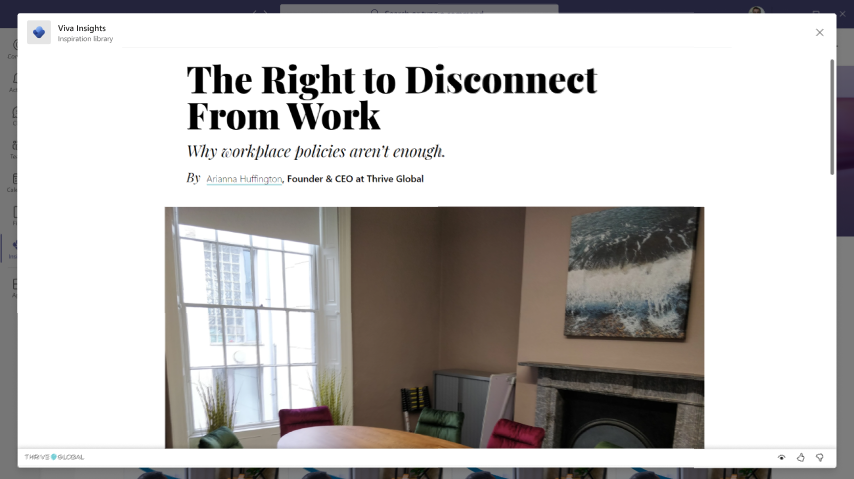 Viva Insights
Inspiration library
The Right to Disconnect
From Work
Why workplace policies aren't enough.
By Arianna Huffington, Founder & CEO at Thrive Global
THRIVE GLOBAL